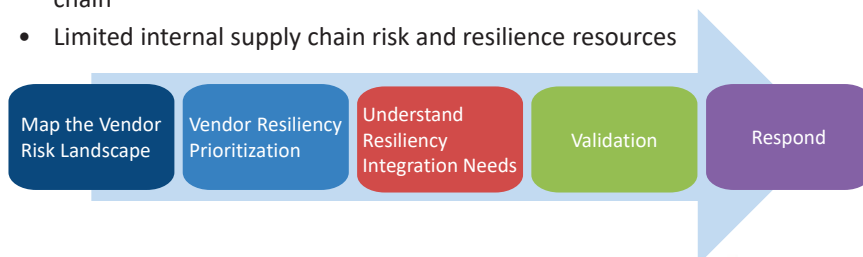 chain
• Limited internal supply chain risk and resilience resources
Map the Vendor
Risk Landscape
Vendor Resiliency
Prioritization
Understand
Resiliency
Integration Needs
Validation
Respond